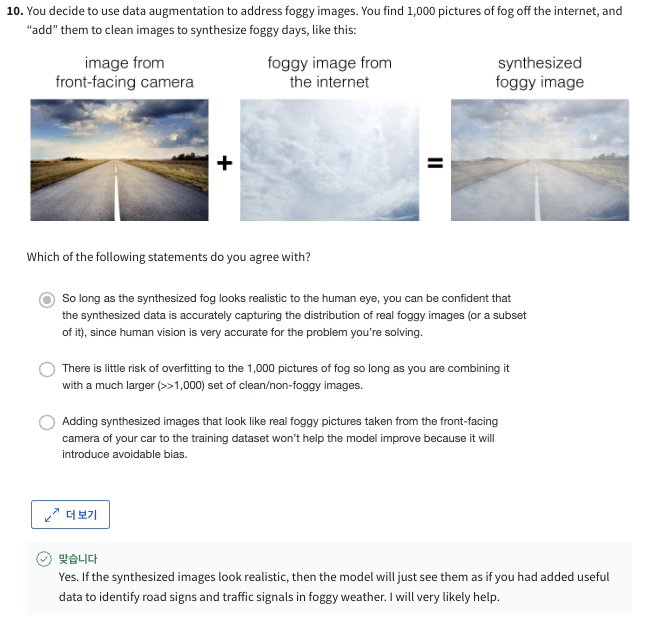 10. You decide to use data augmentation to address foggy images. You find 1,000 pictures of fog off the internet, and
“add” them to clean images to synthesize foggy days, like this:
image from
front-facing camera
foggy image from
the internet
synthesized
foggy image
+
=
Which of the following statements do you agree with?
So long as the synthesized fog looks realistic to the human eye, you can be confident that
the synthesized data is accurately capturing the distribution of real foggy images (or a subset
of it), since human vision is very accurate for the problem you’re solving.
There is little risk of overfitting to the 1,000 pictures of fog so long as you are combining it
with a much larger (>>1,000) set of clean/non-foggy images.
Adding synthesized images that look like real foggy pictures taken from the front-facing
camera of your car to the training dataset won’t help the model improve because it will
introduce avoidable bias.
더 보기
맞습니다
Yes. If the synthesized images look realistic, then the model will just see them as if you had added useful
data to identify road signs and traffic signals in foggy weather. I will very likely help.